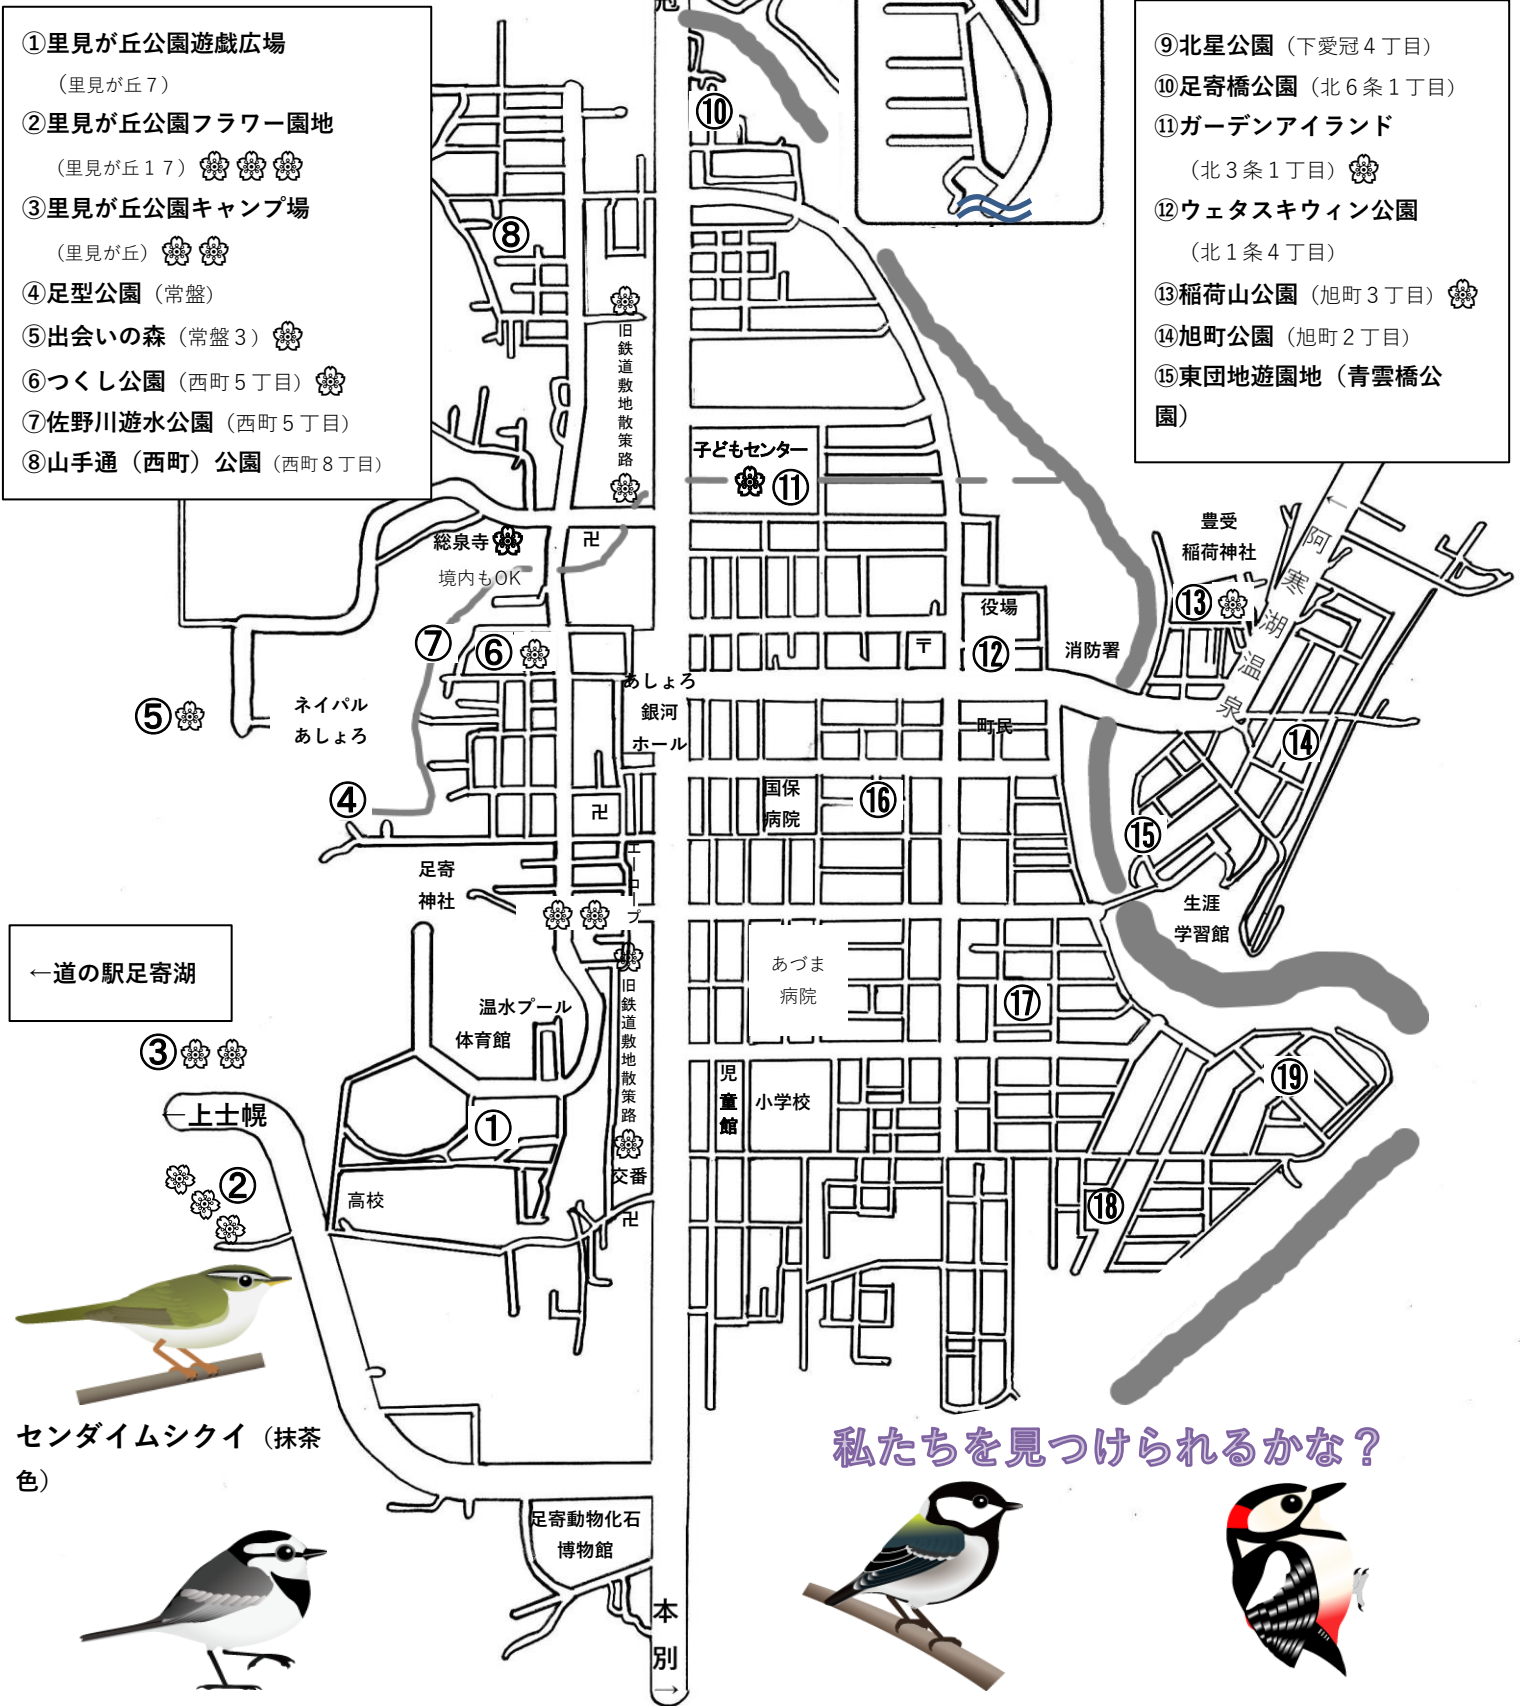 ①里見が丘公園遊戯広場
（里見が丘７）
②里見が丘公園フラワー園地
（里見が丘１７）
③里見が丘公園キャンプ場
（里見が丘）
④足型公園（常盤）
⑤出会いの森（常盤３）
⑥つくし公園（西町５丁目）
⑦佐野川遊水公園（西町５丁目）
⑧山手通（西町）公園（西町８丁目）
⑨北星公園（下愛冠４丁目）
⑩足寄橋公園（北６条１丁目）
⑪ガーデンアイランド
（北３条１丁目）
⑫ウェタスキウィン公園
（北１条４丁目）
⑬稲荷山公園（旭町３丁目）
⑭旭町公園（旭町２丁目）
⑮東団地遊園地（青雲橋公
園）
⑩
⑧
旧鉄道敷地散策路
子どもセンター
⑪
総泉寺
境内もOK
卍
豊受
稲荷神社
←阿寒湖温泉
⑬
役場
⑫
消防署
〒
⑦
⑥
⑤
ネイパル
あしょろ
あしょろ
銀河
ホール
町民
⑭
④
卍
国保
病院
⑯
⑮
足寄
神社
エーロープ
生涯
学習館
←道の駅足寄湖
あづま
病院
⑰
温水プール
体育館
旧鉄道敷地散策路
③
児童館
小学校
⑲
←上士幌
①
②
高校
交番
卍
⑱
センダイムシクイ（抹茶
色）
私たちを見つけられるかな？
足寄動物化石
博物館
本別→